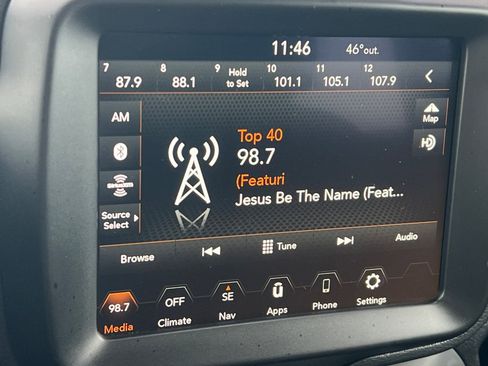 11:46 46°out.
7 87.9 8 88.1 9 Hold to Set 10 101.1 11 105.1 12 107.9
AM
Map
SiriusXM
HD
Source Select
Top 40
98.7
(Featuri
Jesus Be The Name (Feat...
Browse Tune Audio
98.7 OFF SE
Media Climate Nav Apps Phone Settings